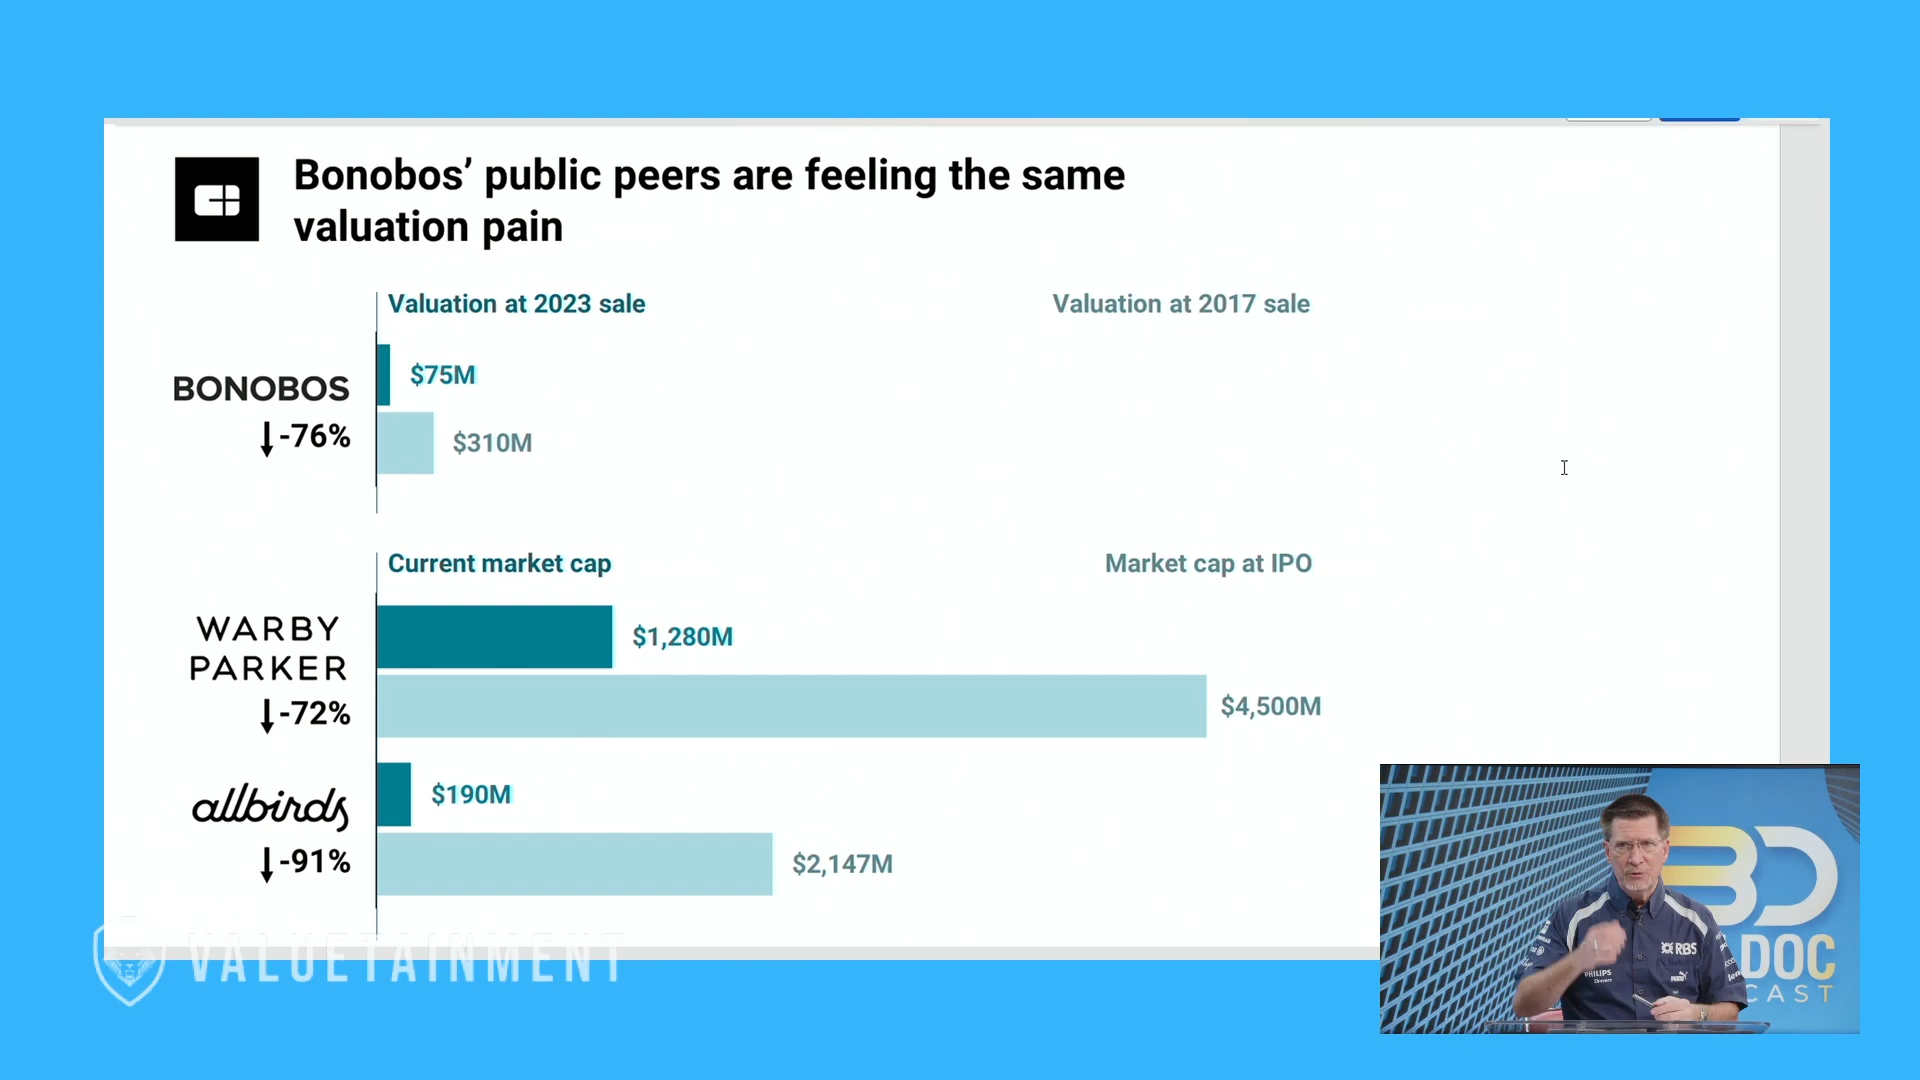 Bonobos’ public peers are feeling the same
valuation pain
Valuation at 2023 sale
Valuation at 2017 sale
BONOBOS
-76%
$75M
$310M
Current market cap
Market cap at IPO
WARBY
PARKER
-72%
$1,280M
$4,500M
allbirds
-91%
$190M
$2,147M
VALUETAINMENT
RBS
PHILIPS
DOC
CAST